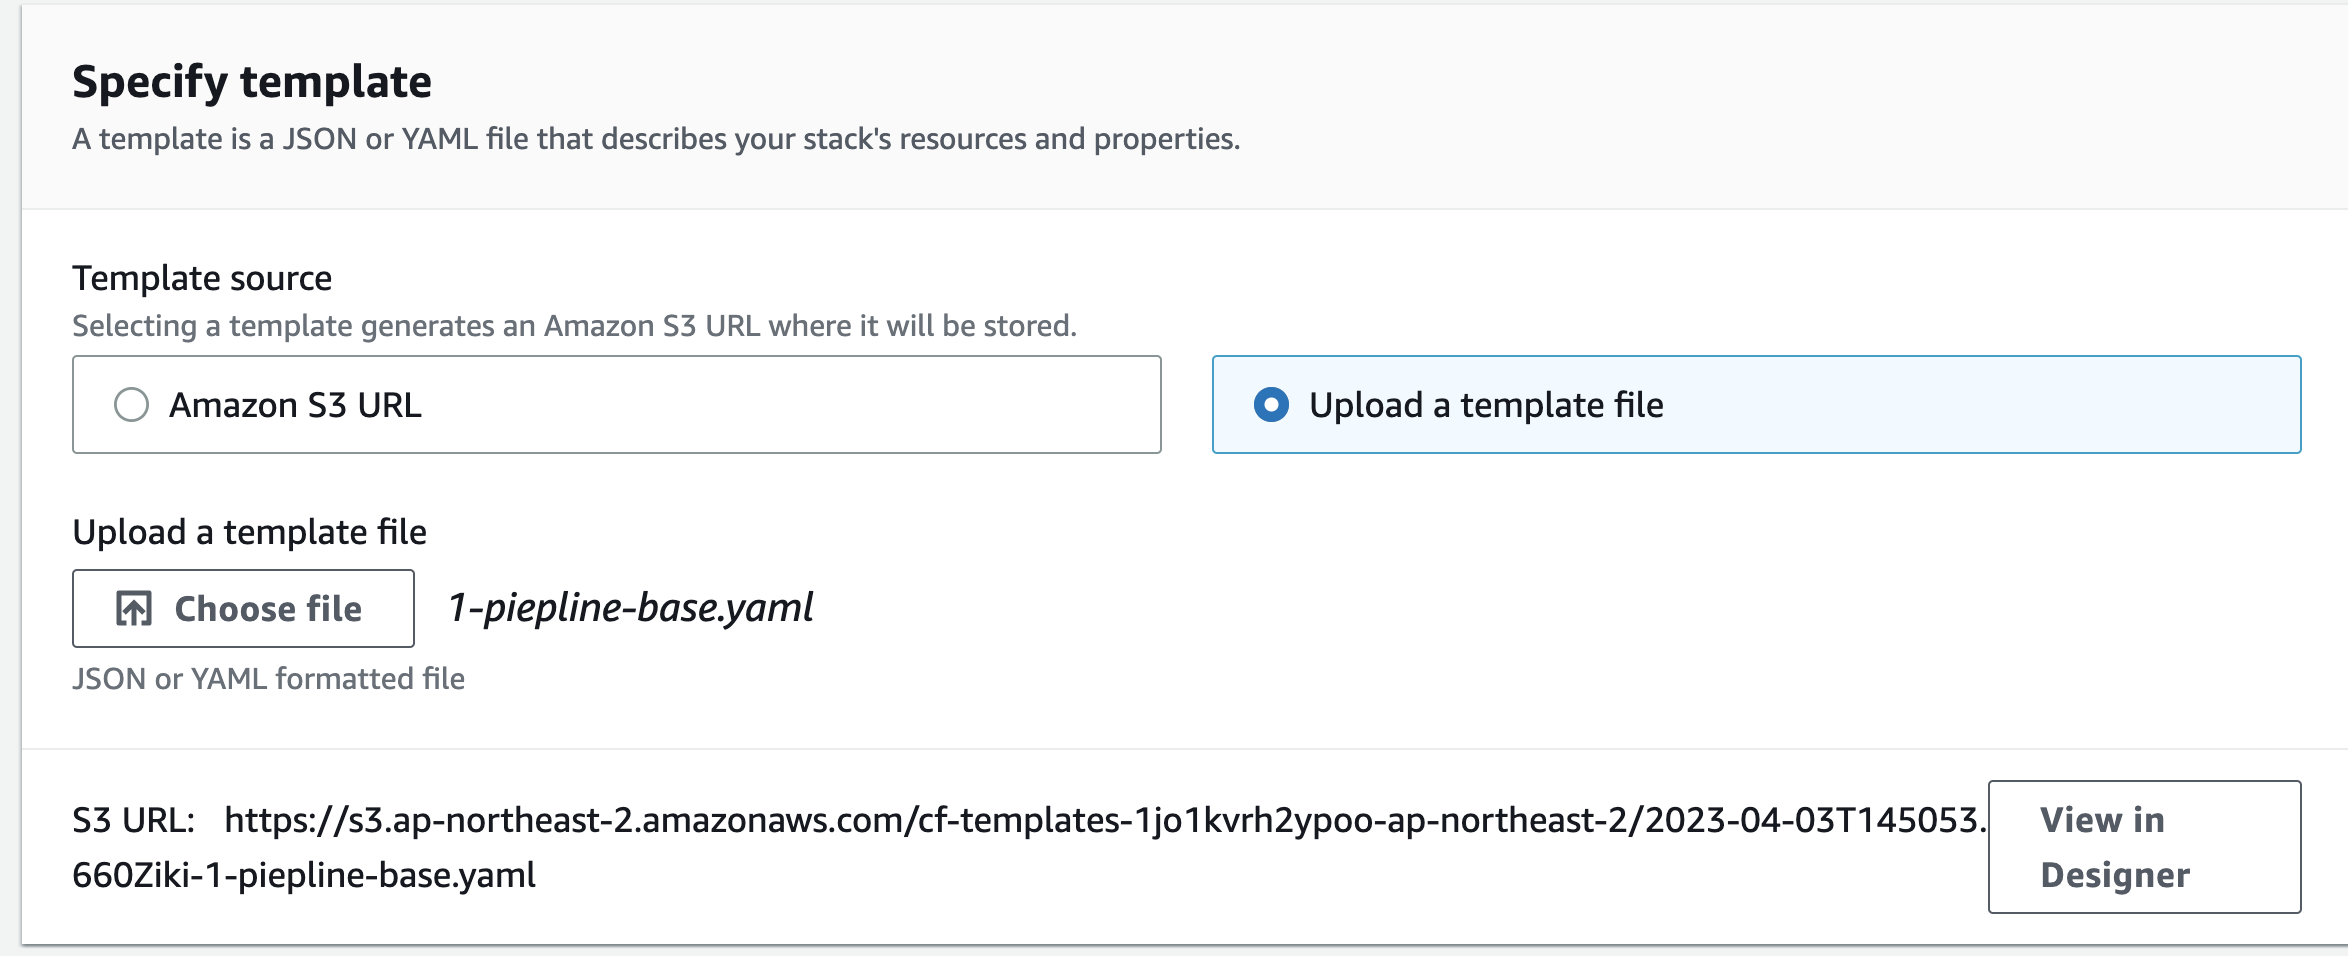 Specify template
A template is a JSON or YAML file that describes your stack's resources and properties.
Template source
Selecting a template generates an Amazon S3 URL where it will be stored.
Amazon S3 URL
Upload a template file
Upload a template file
Choose file
1-piepline-base.yaml
JSON or YAML formatted file
S3 URL: https://s3.ap-northeast-2.amazonaws.com/cf-templates-1jo1kvrh2ypoo-ap-northeast-2/2023-04-03T145053.
660Ziki-1-piepline-base.yaml
View in
Designer